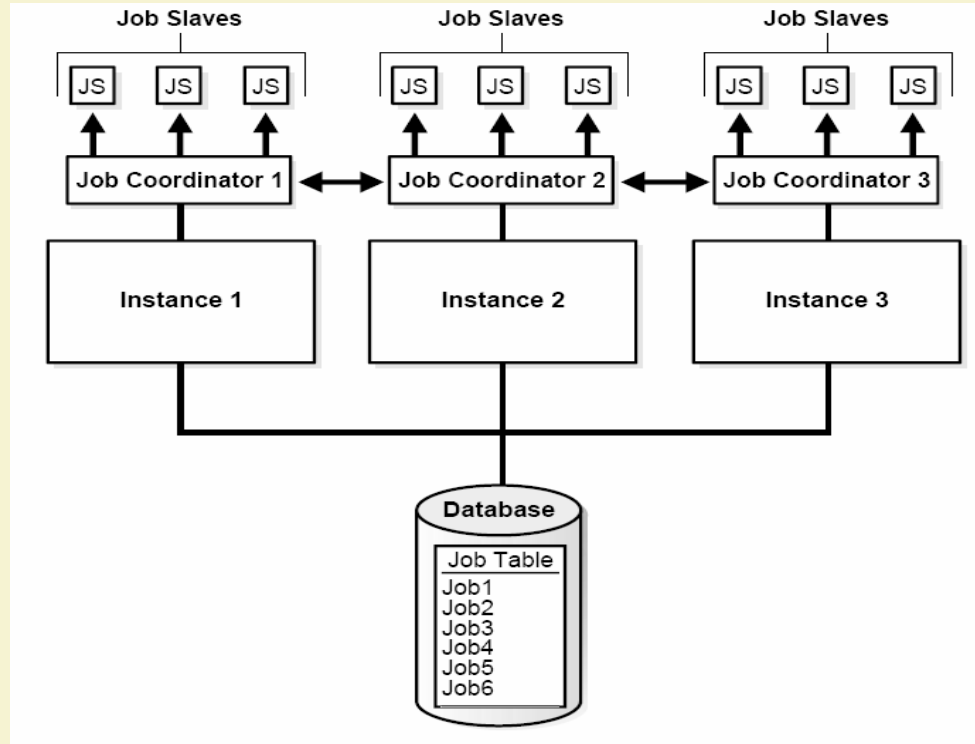 Job Slaves Job Slaves Job Slaves
JS JS JS JS JS JS JS JS JS
Job Coordinator 1 Job Coordinator 2 Job Coordinator 3
Instance 1 Instance 2 Instance 3
Database
Job Table
Job1
Job2
Job3
Job4
Job5
Job6